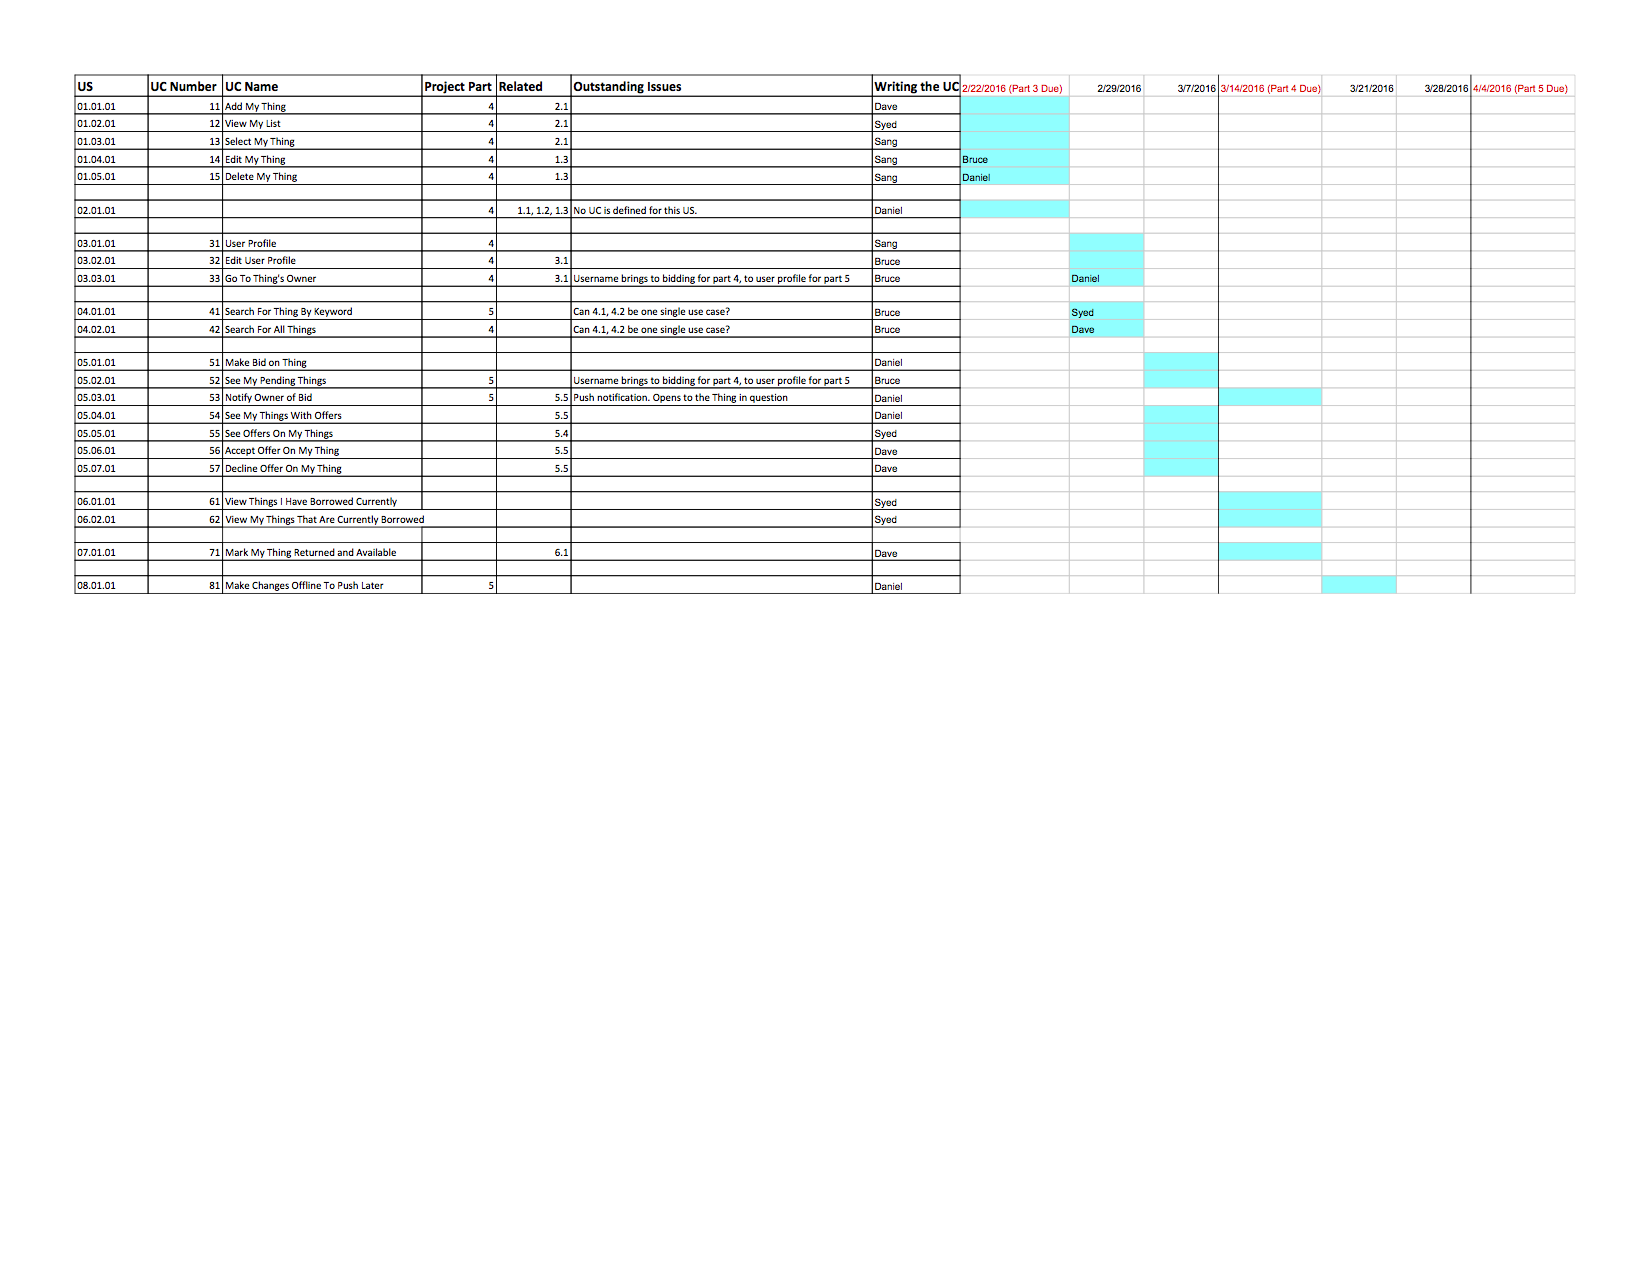 US UC Number UC Name Project Part Related Outstanding Issues Writing the UC 2/22/2016 (Part 3 Due) 2/29/2016 3/7/2016 3/14/2016 (Part 4 Due) 3/21/2016 3/28/2016 4/4/2016 (Part 5 Due)
01.01.01 11 Add My Thing 4 2.1 Dave
01.02.01 12 View My List 4 2.1 Syed
01.03.01 13 Select My Thing 4 2.1 Sang
01.04.01 14 Edit My Thing 4 1.3 Sang Bruce
01.05.01 15 Delete My Thing 4 1.3 Sang Daniel
02.01.01 4 1.1, 1.2, 1.3 No UC is defined for this US. Daniel
03.01.01 31 User Profile 4 Sang
03.02.01 32 Edit User Profile 4 3.1 Bruce
03.03.01 33 Go To Thing's Owner 4 3.1 Username brings to bidding for part 4, to user profile for part 5 Bruce Daniel
04.01.01 41 Search For Thing By Keyword 5 Can 4.1, 4.2 be one single use case? Bruce Syed
04.02.01 42 Search For All Things 4 Can 4.1, 4.2 be one single use case? Bruce Dave
05.01.01 51 Make Bid on Thing Daniel
05.02.01 52 See My Pending Things 5 Username brings to bidding for part 4, to user profile for part 5 Bruce
05.03.01 53 Notify Owner of Bid 5 5.5 Push notification. Opens to the Thing in question Daniel
05.04.01 54 See My Things With Offers 5.5 Daniel
05.05.01 55 See Offers On My Things 5.4 Syed
05.06.01 56 Accept Offer On My Thing 5.5 Dave
05.07.01 57 Decline Offer On My Thing 5.5 Dave
06.01.01 61 View Things I Have Borrowed Currently Syed
06.02.01 62 View My Things That Are Currently Borrowed Syed
07.01.01 71 Mark My Thing Returned and Available 6.1 Dave
08.01.01 81 Make Changes Offline To Push Later 5 Daniel